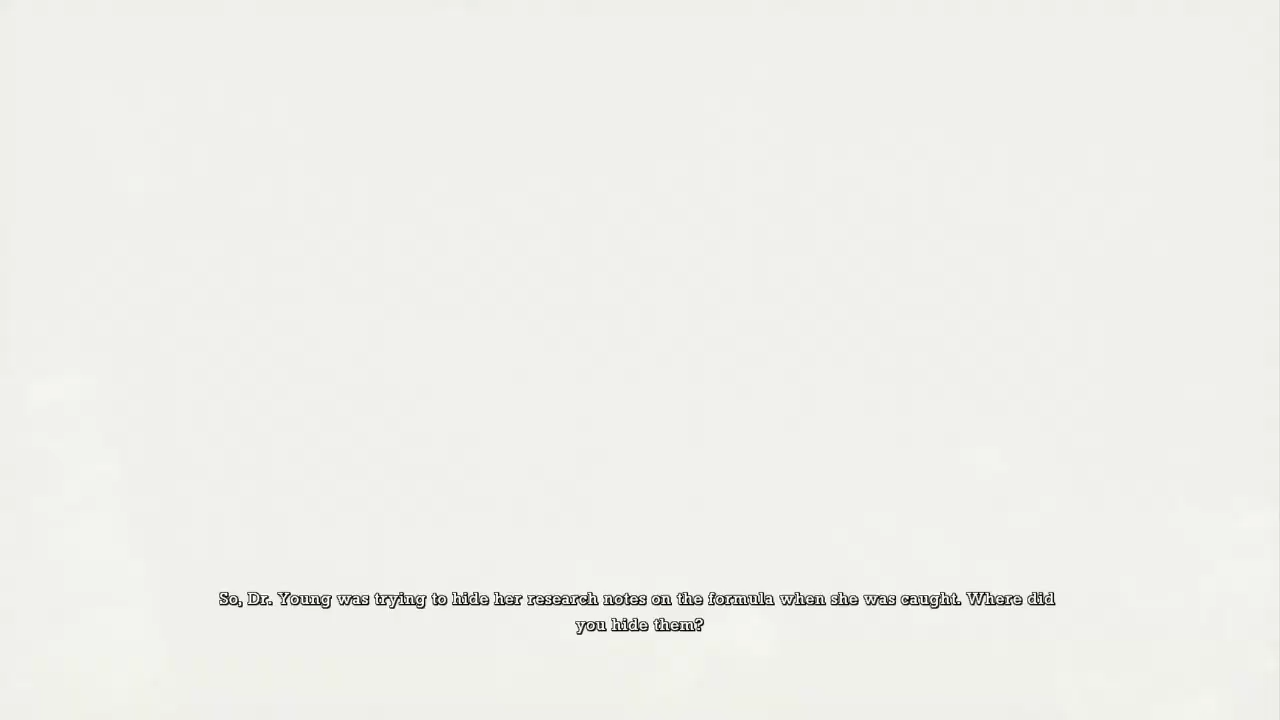 So, Dr. Young was trying to hide her research notes on the formula when she was caught. Where did
you hide them?